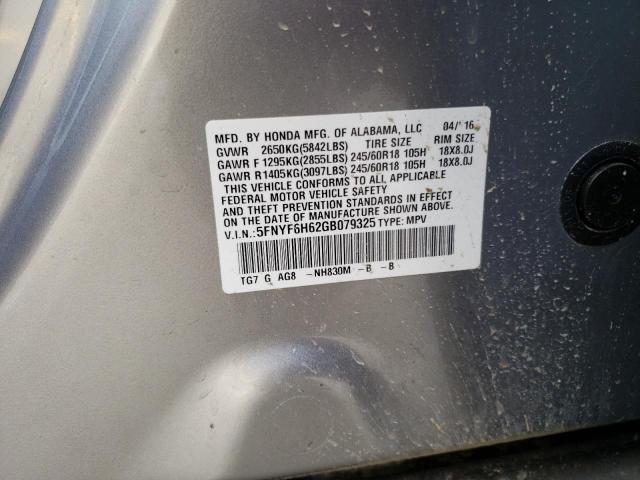 MFD. BY HONDA MFG. OF ALABAMA, LLC 04/'16
GVWR 2650KG(5842LBS) TIRE SIZE RIM SIZE
GAWR F 1295KG(2855LBS) 245/60R18 105H 18X8.0J
GAWR R1405KG(3097LBS) 245/60R18 105H 18X8.0J
THIS VEHICLE CONFORMS TO ALL APPLICABLE
FEDERAL MOTOR VEHICLE SAFETY
AND THEFT PREVENTION STANDARDS IN EFFECT
ON THE DATE OF MANUFACTURE SHOWN ABOVE.
V.I.N.: 5FNYF6H62GB079325 TYPE: MPV
TG7 G AG8 -NH830M -B -B